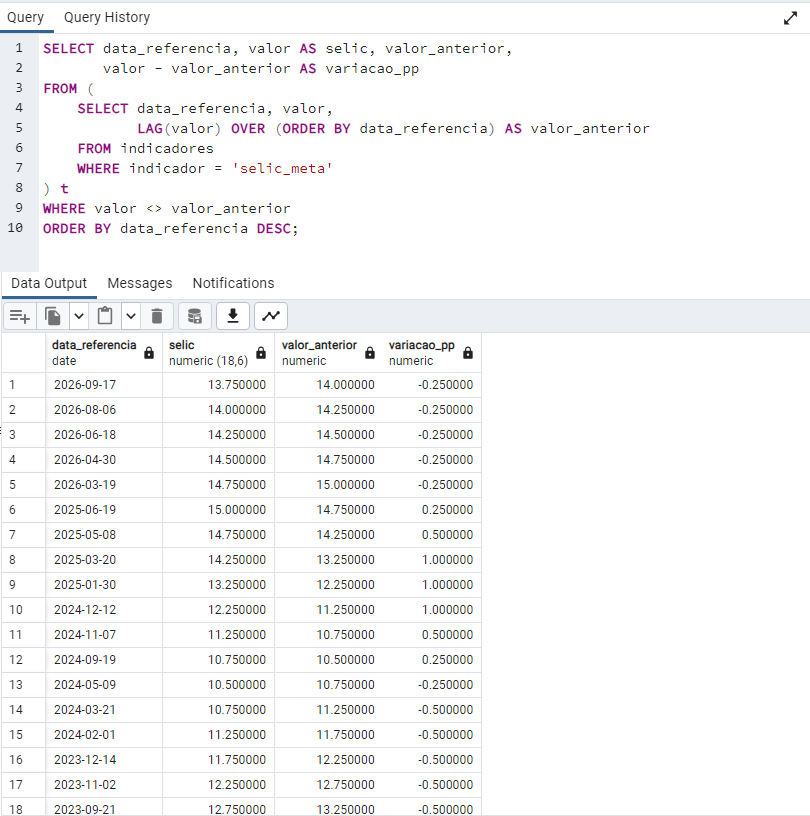 Query Query History
1 SELECT data_referencia, valor AS selic, valor_anterior,
2 valor - valor_anterior AS variacao_pp
3 FROM (
4 SELECT data_referencia, valor,
5 LAG(valor) OVER (ORDER BY data_referencia) AS valor_anterior
6 FROM indicadores
7 WHERE indicador = 'selic_meta'
8 ) t
9 WHERE valor <> valor_anterior
10 ORDER BY data_referencia DESC;
Data Output Messages Notifications
data_referencia selic valor_anterior variacao_pp
date numeric (18,6) numeric numeric
1 2026-09-17 13.750000 14.000000 -0.250000
2 2026-08-06 14.000000 14.250000 -0.250000
3 2026-06-18 14.250000 14.500000 -0.250000
4 2026-04-30 14.500000 14.750000 -0.250000
5 2026-03-19 14.750000 15.000000 -0.250000
6 2025-06-19 15.000000 14.750000 0.250000
7 2025-05-08 14.750000 14.250000 0.500000
8 2025-03-20 14.250000 13.250000 1.000000
9 2025-01-30 13.250000 12.250000 1.000000
10 2024-12-12 12.250000 11.250000 1.000000
11 2024-11-07 11.250000 10.750000 0.500000
12 2024-09-19 10.750000 10.500000 0.250000
13 2024-05-09 10.500000 10.750000 -0.250000
14 2024-03-21 10.750000 11.250000 -0.500000
15 2024-02-01 11.250000 11.750000 -0.500000
16 2023-12-14 11.750000 12.250000 -0.500000
17 2023-11-02 12.250000 12.750000 -0.500000
18 2023-09-21 12.750000 13.250000 -0.500000